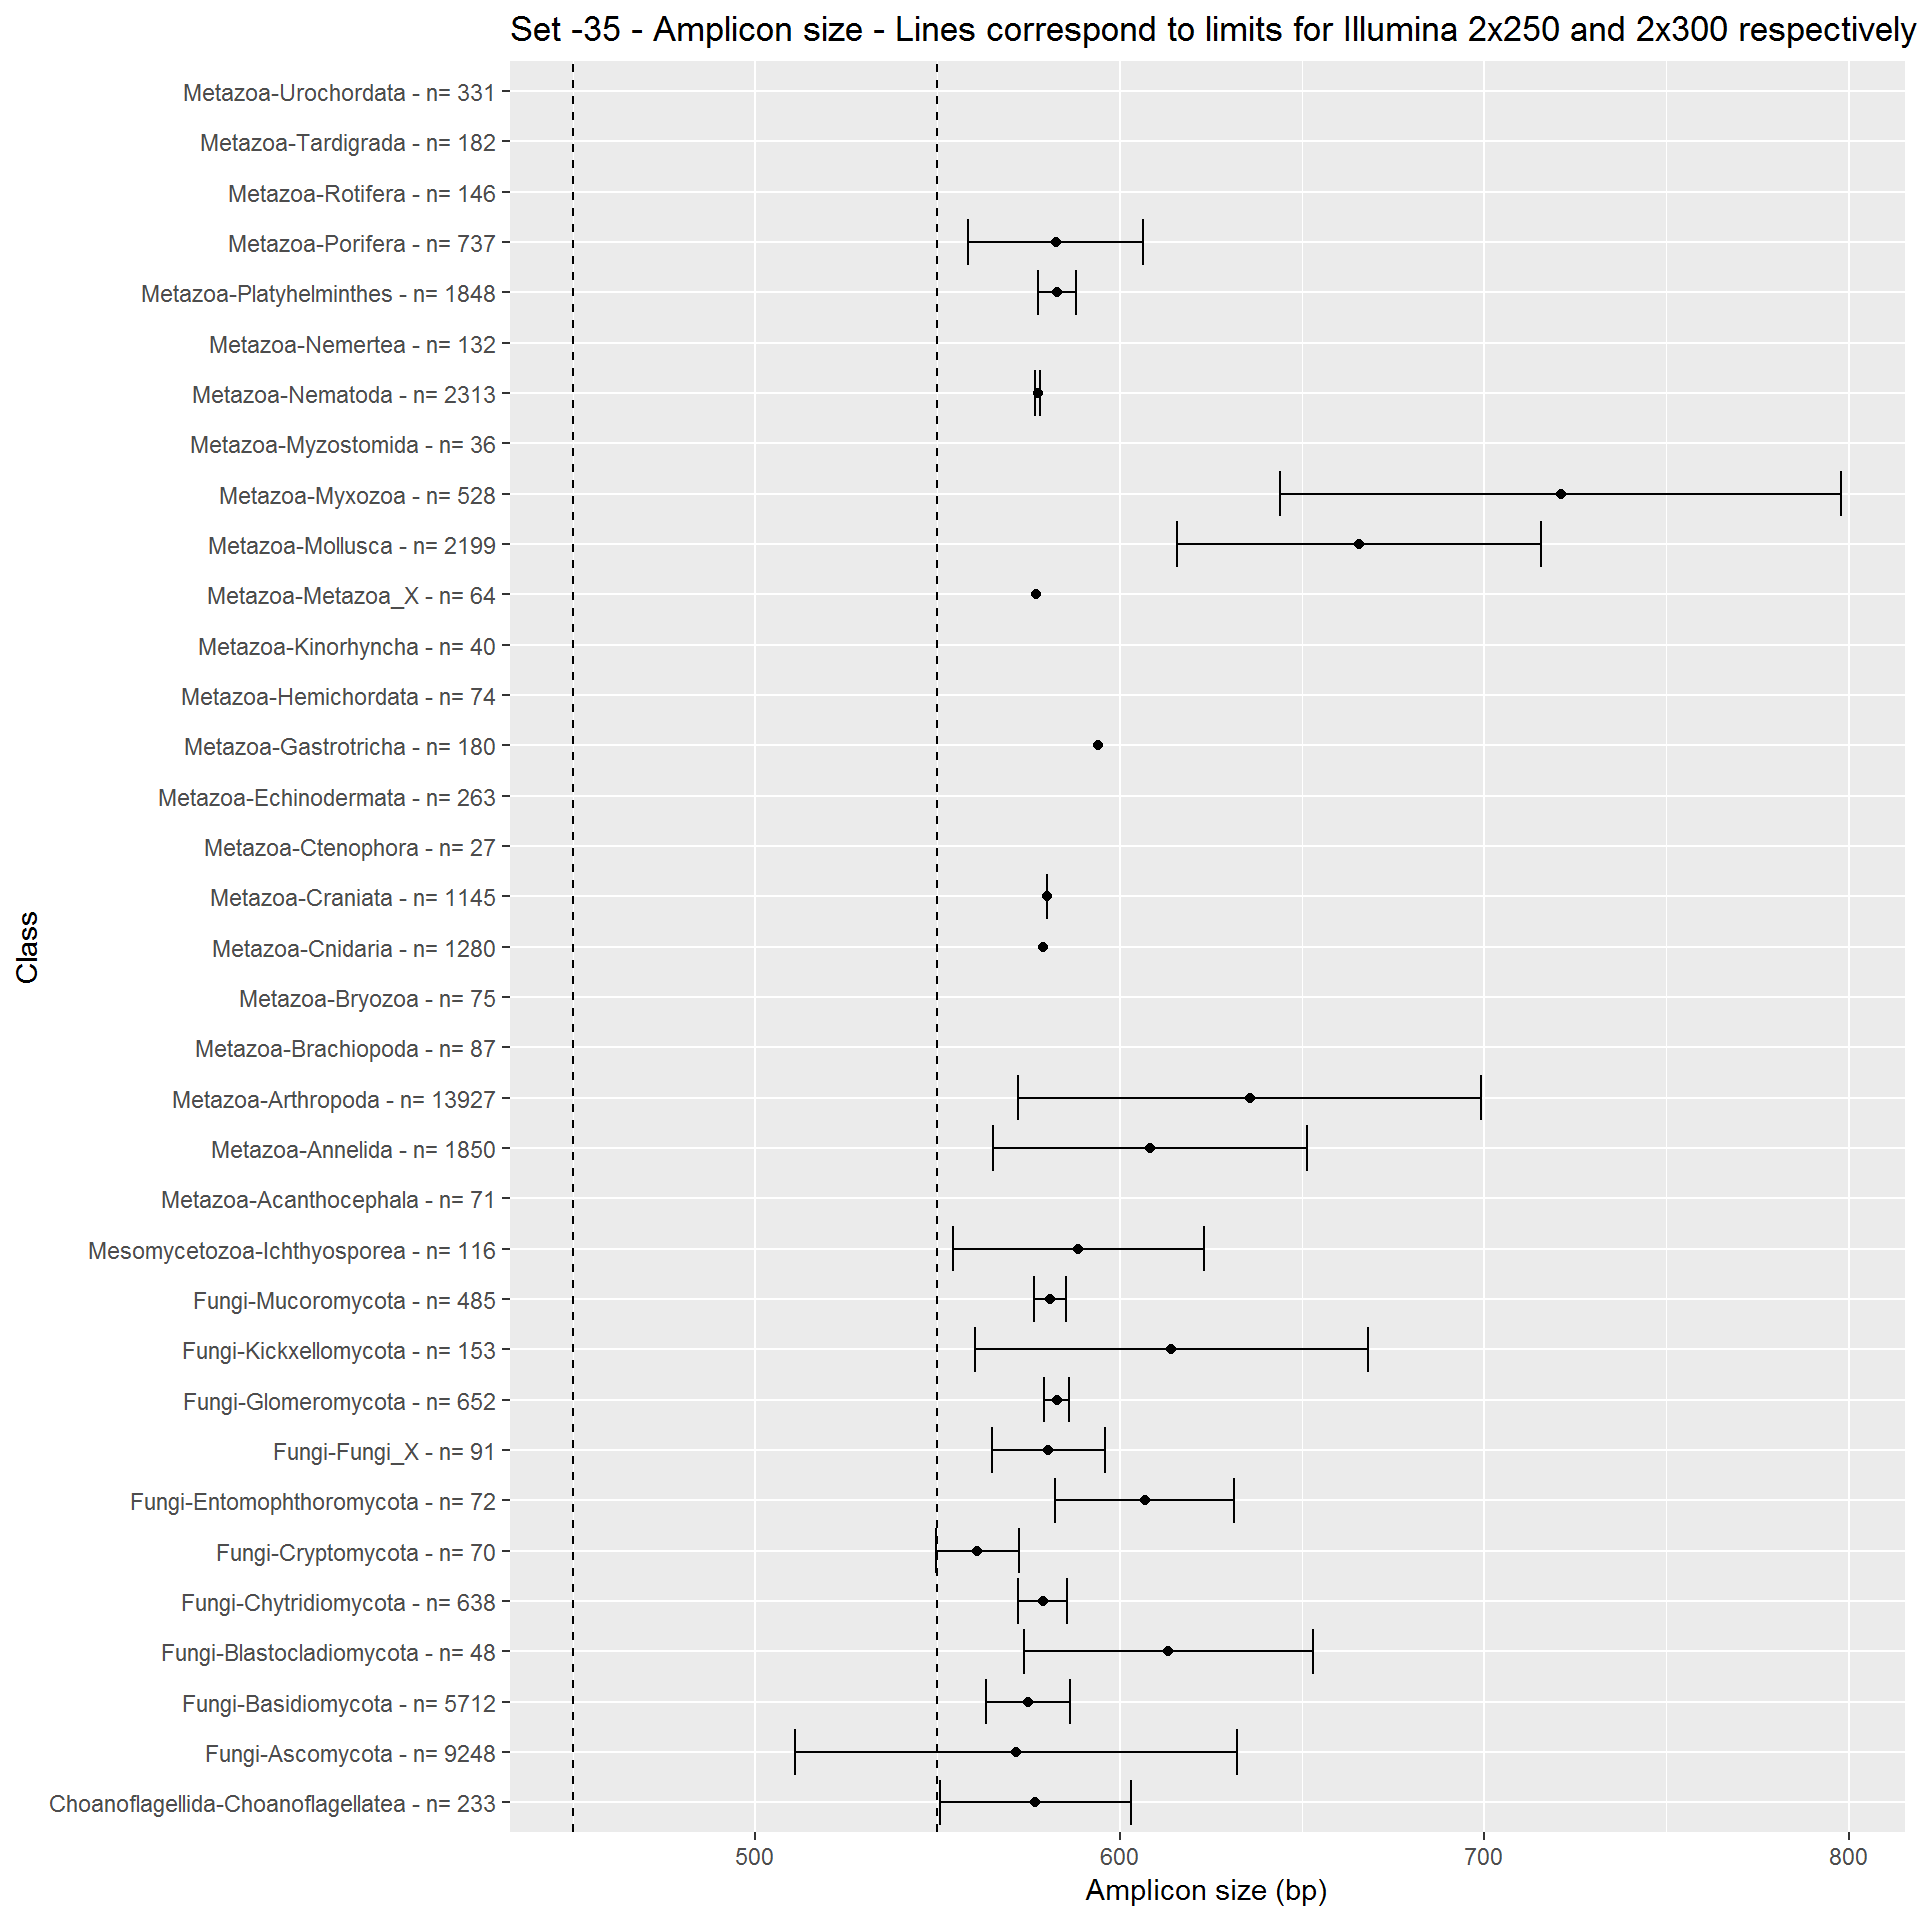 Set -35 - Amplicon size - Lines correspond to limits for Illumina 2x250 and 2x300 respectively
Metazoa-Urochordata - n= 331
Metazoa-Tardigrada - n= 182
Metazoa-Rotifera - n= 146
Metazoa-Porifera - n= 737
Metazoa-Platyhelminthes - n= 1848
Metazoa-Nemertea - n= 132
Metazoa-Nematoda - n= 2313
Metazoa-Myzostomida - n= 36
Metazoa-Myxozoa - n= 528
Metazoa-Mollusca - n= 2199
Metazoa-Metazoa_X - n= 64
Metazoa-Kinorhyncha - n= 40
Metazoa-Hemichordata - n= 74
Metazoa-Gastrotricha - n= 180
Metazoa-Echinodermata - n= 263
Metazoa-Ctenophora - n= 27
Metazoa-Craniata - n= 1145
Metazoa-Cnidaria - n= 1280
Metazoa-Bryozoa - n= 75
Metazoa-Brachiopoda - n= 87
Metazoa-Arthropoda - n= 13927
Metazoa-Annelida - n= 1850
Metazoa-Acanthocephala - n= 71
Mesomycetozoa-Ichthyosporea - n= 116
Fungi-Mucoromycota - n= 485
Fungi-Kickxellomycota - n= 153
Fungi-Glomeromycota - n= 652
Fungi-Fungi_X - n= 91
Fungi-Entomophthoromycota - n= 72
Fungi-Cryptomycota - n= 70
Fungi-Chytridiomycota - n= 638
Fungi-Blastocladiomycota - n= 48
Fungi-Basidiomycota - n= 5712
Fungi-Ascomycota - n= 9248
Choanoflagellida-Choanoflagellatea - n= 233
Class
500 600 700 800
Amplicon size (bp)